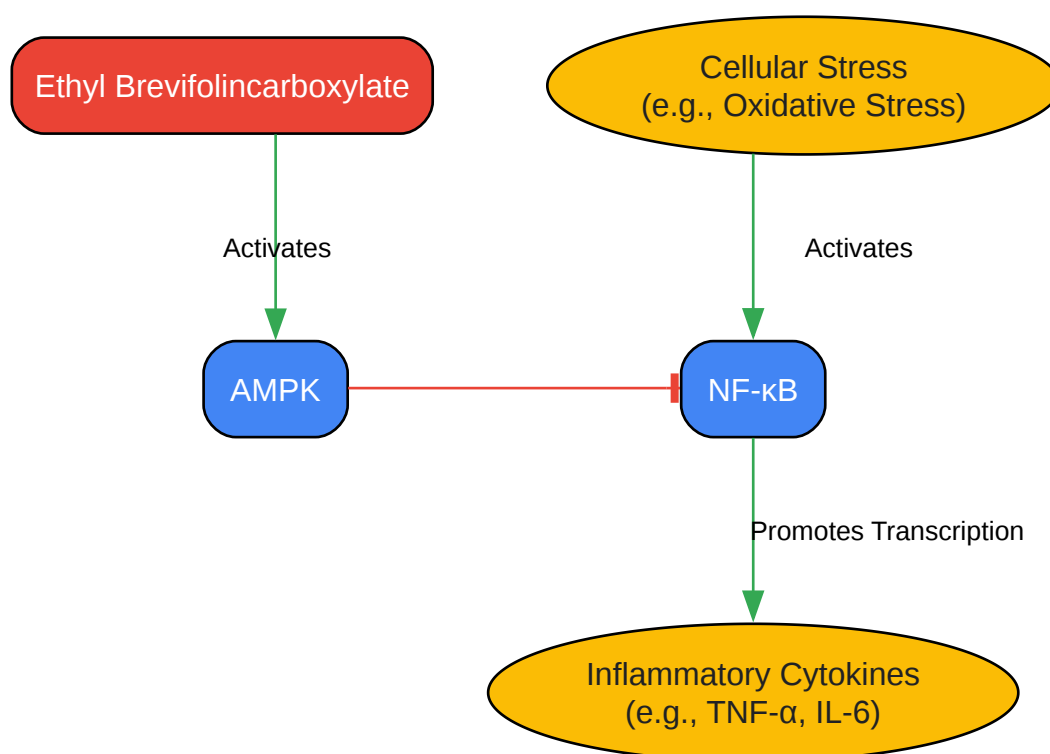 Ethyl Brevifolincarboxylate
Cellular Stress
(e.g., Oxidative Stress)
Activates
Activates
AMPK
NF-κB
Promotes Transcription
Inflammatory Cytokines
(e.g., TNF-α, IL-6)